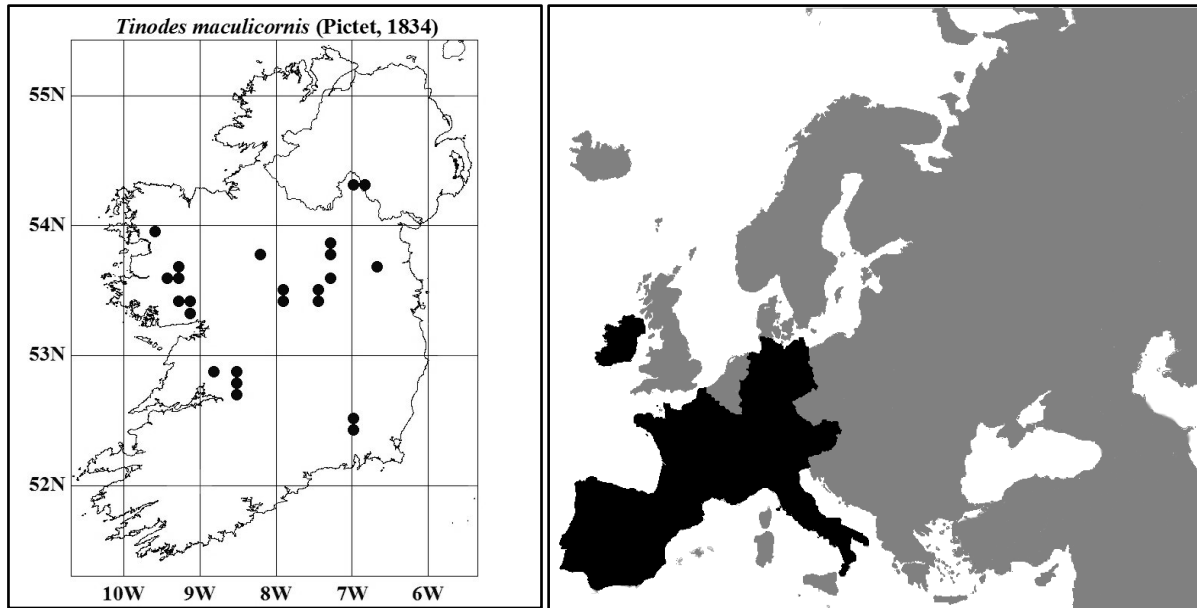 Tinodes maculicornis (Pictet, 1834)
55N
54N
53N
52N
10W 9W 8W 7W 6W